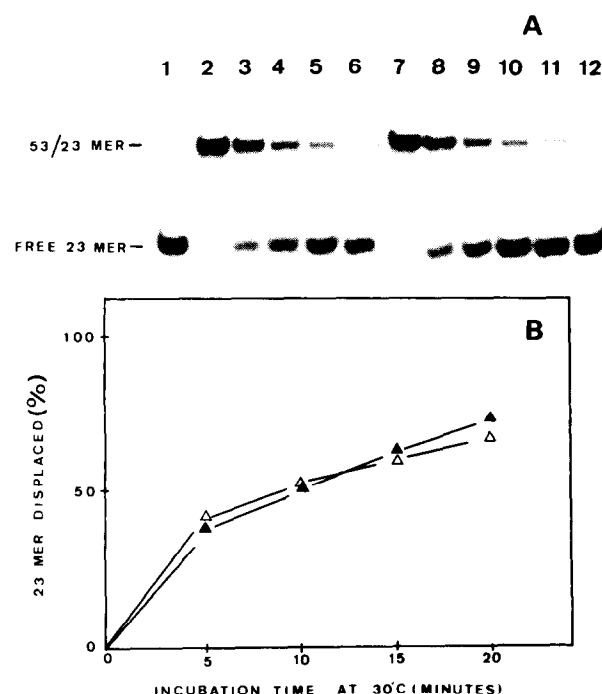 A
1 2 3 4 5 6 7 8 9 10 11 12
53/23 MER
FREE 23 MER
B
100
50
0
23 MER DISPLACED (%)
0 5 10 15 20
INCUBATION TIME AT 30°C (MINUTES)